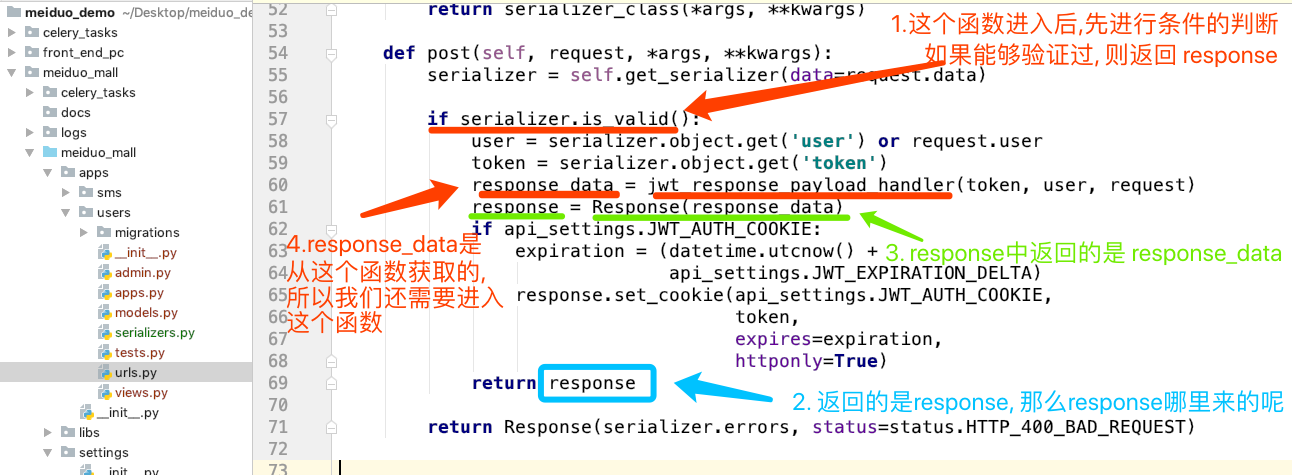 meiduo_demo ~/Desktop/meiduo_de
celery_tasks
front_end_pc
meiduo_mall
celery_tasks
docs
logs
meiduo_mall
apps
sms
users
migrations
__init__.py
admin.py
apps.py
models.py
serializers.py
tests.py
urls.py
views.py
__init__.py
libs
settings
__init__.py
52 return serializer_class(*args, **kwargs)
53
54 def post(self, request, *args, **kwargs):
55 serializer = self.get_serializer(data=request.data)
56
57 if serializer.is_valid():
58 user = serializer.object.get('user') or request.user
59 token = serializer.object.get('token')
60 response_data = jwt_response_payload_handler(token, user, request)
61 response = Response(response_data)
62 if api_settings.JWT_AUTH_COOKIE:
63 expiration = (datetime.utcnow() +
64 api_settings.JWT_EXPIRATION_DELTA)
65 response.set_cookie(api_settings.JWT_AUTH_COOKIE,
66 token,
67 expires=expiration,
68 httponly=True)
69 return response
70
71 return Response(serializer.errors, status=status.HTTP_400_BAD_REQUEST)
72
73
1.这个函数进入后,先进行条件的判断
如果能够验证过, 则返回 response
2. 返回的是response, 那么response哪里来的呢
3. response中返回的是 response_data
4.response_data是
从这个函数获取的,
所以我们还需要进入
这个函数